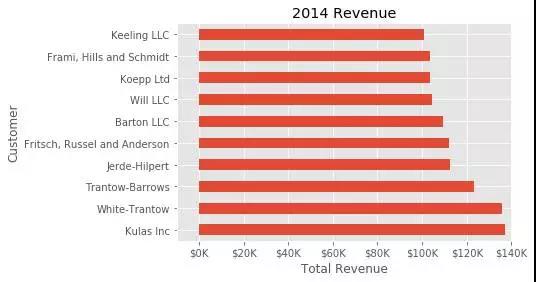 2014 Revenue
Keeling LLC
Frami, Hills and Schmidt
Koepp Ltd
Will LLC
Barton LLC
Fritsch, Russel and Anderson
Jerde-Hilpert
Trantow-Barrows
White-Trantow
Kulas Inc
Customer
$0K $20K $40K $60K $80K $100K $120K $140K
Total Revenue